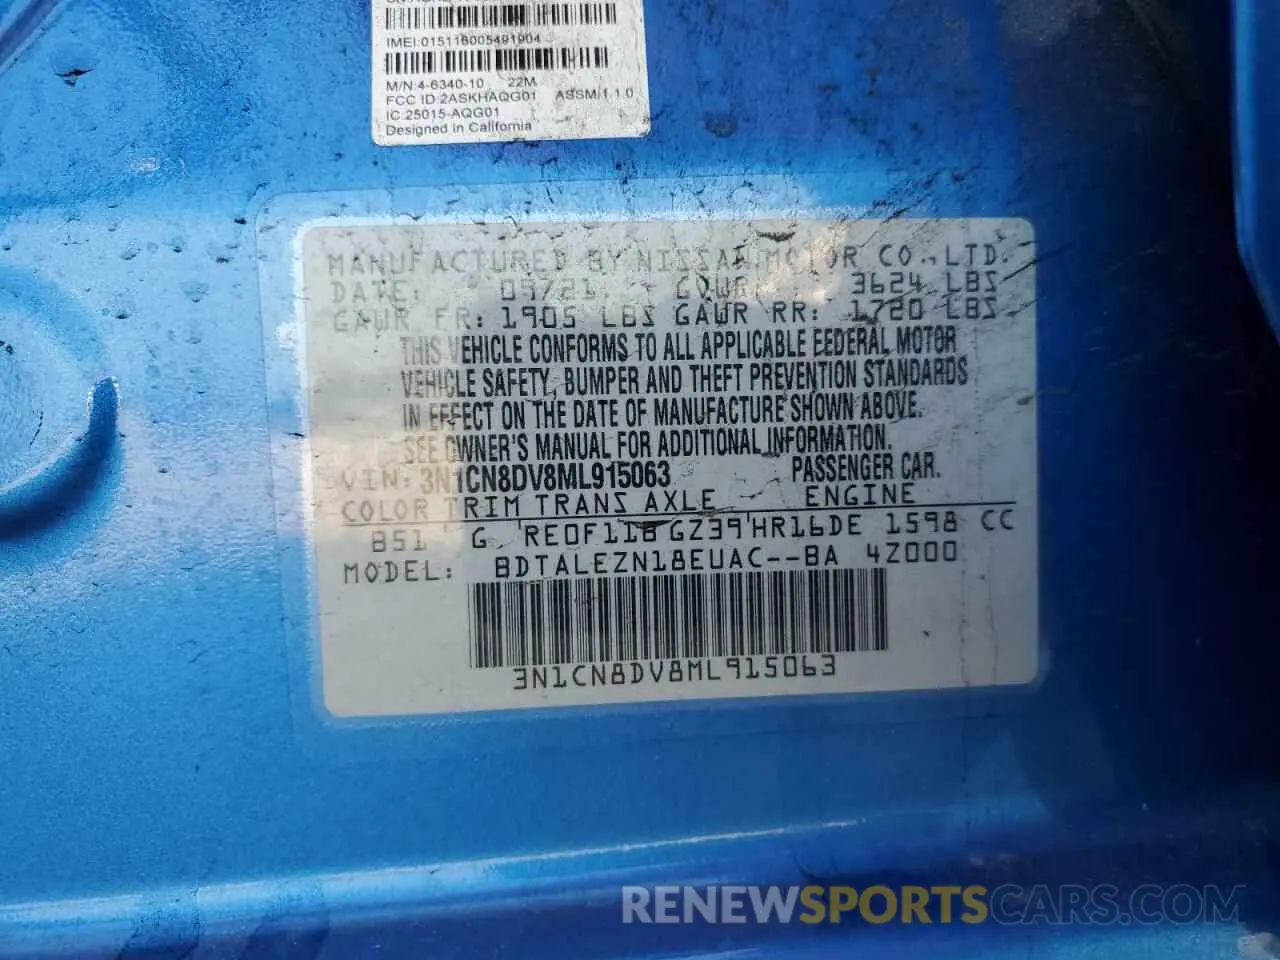 IMEI:015116005491904
M/N:4-6340-10 22M
FCC ID:2ASKHAQG01 ASSM:1.1.0
IC:25015-AQG01
Designed in California
MANUFACTURED BY NISSAN MOTOR CO.,LTD.
DATE: 09/21 GVWR 3624 LBS
GAWR FR: 1905 LBS GAWR RR: 1720 LBS
THIS VEHICLE CONFORMS TO ALL APPLICABLE FEDERAL MOTOR
VEHICLE SAFETY, BUMPER AND THEFT PREVENTION STANDARDS
IN EFFECT ON THE DATE OF MANUFACTURE SHOWN ABOVE.
SEE OWNER'S MANUAL FOR ADDITIONAL INFORMATION.
VIN: 3N1CN8DV8ML915063 PASSENGER CAR.
COLOR TRIM TRANS AXLE ENGINE
B51 G RE0F11B GZ39 HR16DE 1598 CC
MODEL: BDTALEZN18EUAC--BA 4Z000
3N1CN8DV8ML915063
RENEWSPORTSCARS.COM